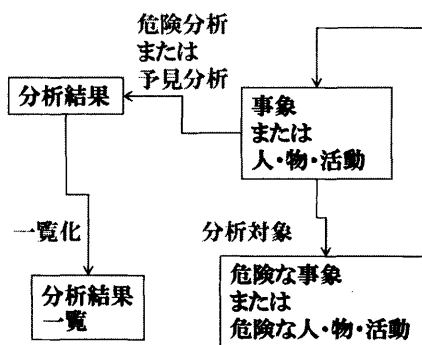 危険分析
または
予見分析
分析結果
事象
または
人・物・活動
一覧化
分析対象
分析結果
一覧
危険な事象
または
危険な人・物・活動